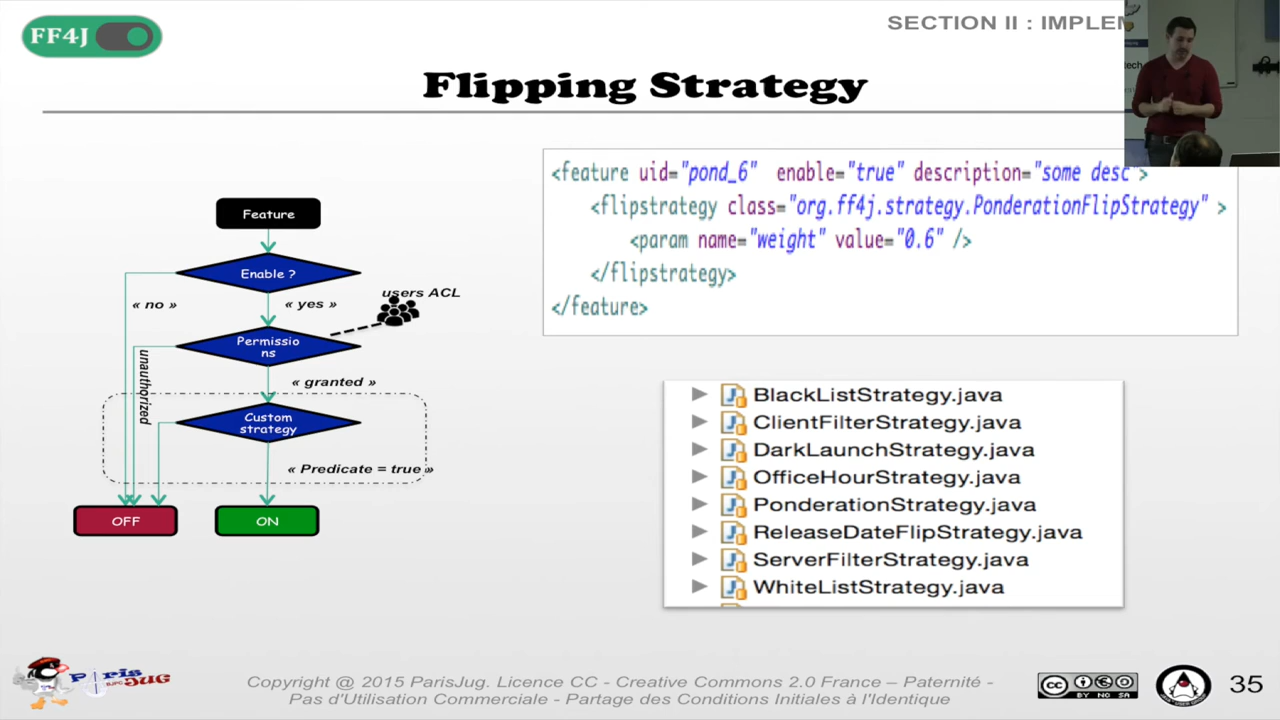 FF4J
SECTION II : IMPLEM
Flipping Strategy
Feature
Enable ?
« no »
« yes »
users ACL
Permissio
ns
unauthorized
« granted »
Custom
strategy
« Predicate = true »
OFF
ON
<feature uid="pond_6" enable="true" description="some desc">
<flipstrategy class="org.ff4j.strategy.PonderationFlipStrategy" >
<param name="weight" value="0.6" />
</flipstrategy>
</feature>
BlackListStrategy.java
ClientFilterStrategy.java
DarkLaunchStrategy.java
OfficeHourStrategy.java
PonderationStrategy.java
ReleaseDateFlipStrategy.java
ServerFilterStrategy.java
WhiteListStrategy.java
Paris
JUG
Copyright @ 2015 ParisJug. Licence CC - Creative Commons 2.0 France – Paternité -
Pas d'Utilisation Commerciale - Partage des Conditions Initiales à l'Identique
cc
BY NC SA
35